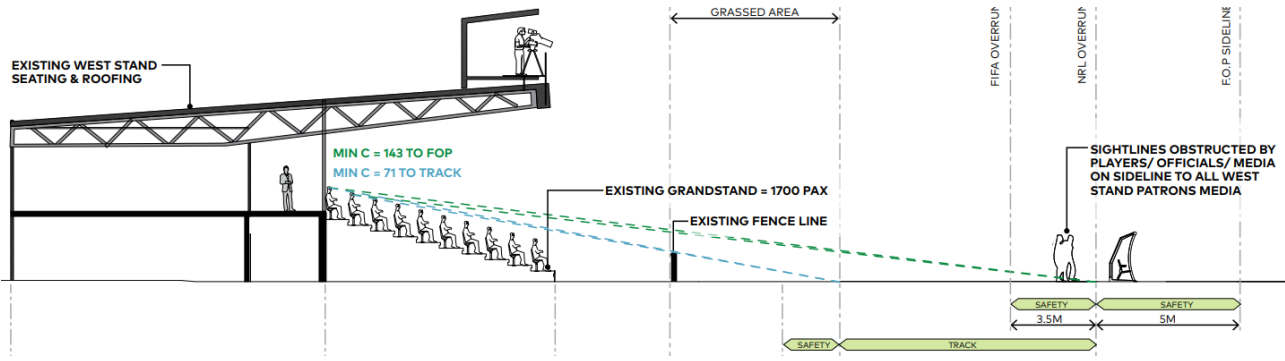 GRASSED AREA
FIFA OVERRUN
NRL OVERRUN
F.O.P SIDELINE
EXISTING WEST STAND
SEATING & ROOFING
MIN C = 143 TO FOP
MIN C = 71 TO TRACK
SIGHTLINES OBSTRUCTED BY
PLAYERS/ OFFICIALS/ MEDIA
ON SIDELINE TO ALL WEST
STAND PATRONS MEDIA
EXISTING GRANDSTAND = 1700 PAX
EXISTING FENCE LINE
SAFETY
SAFETY
3.5M
5M
SAFETY
TRACK